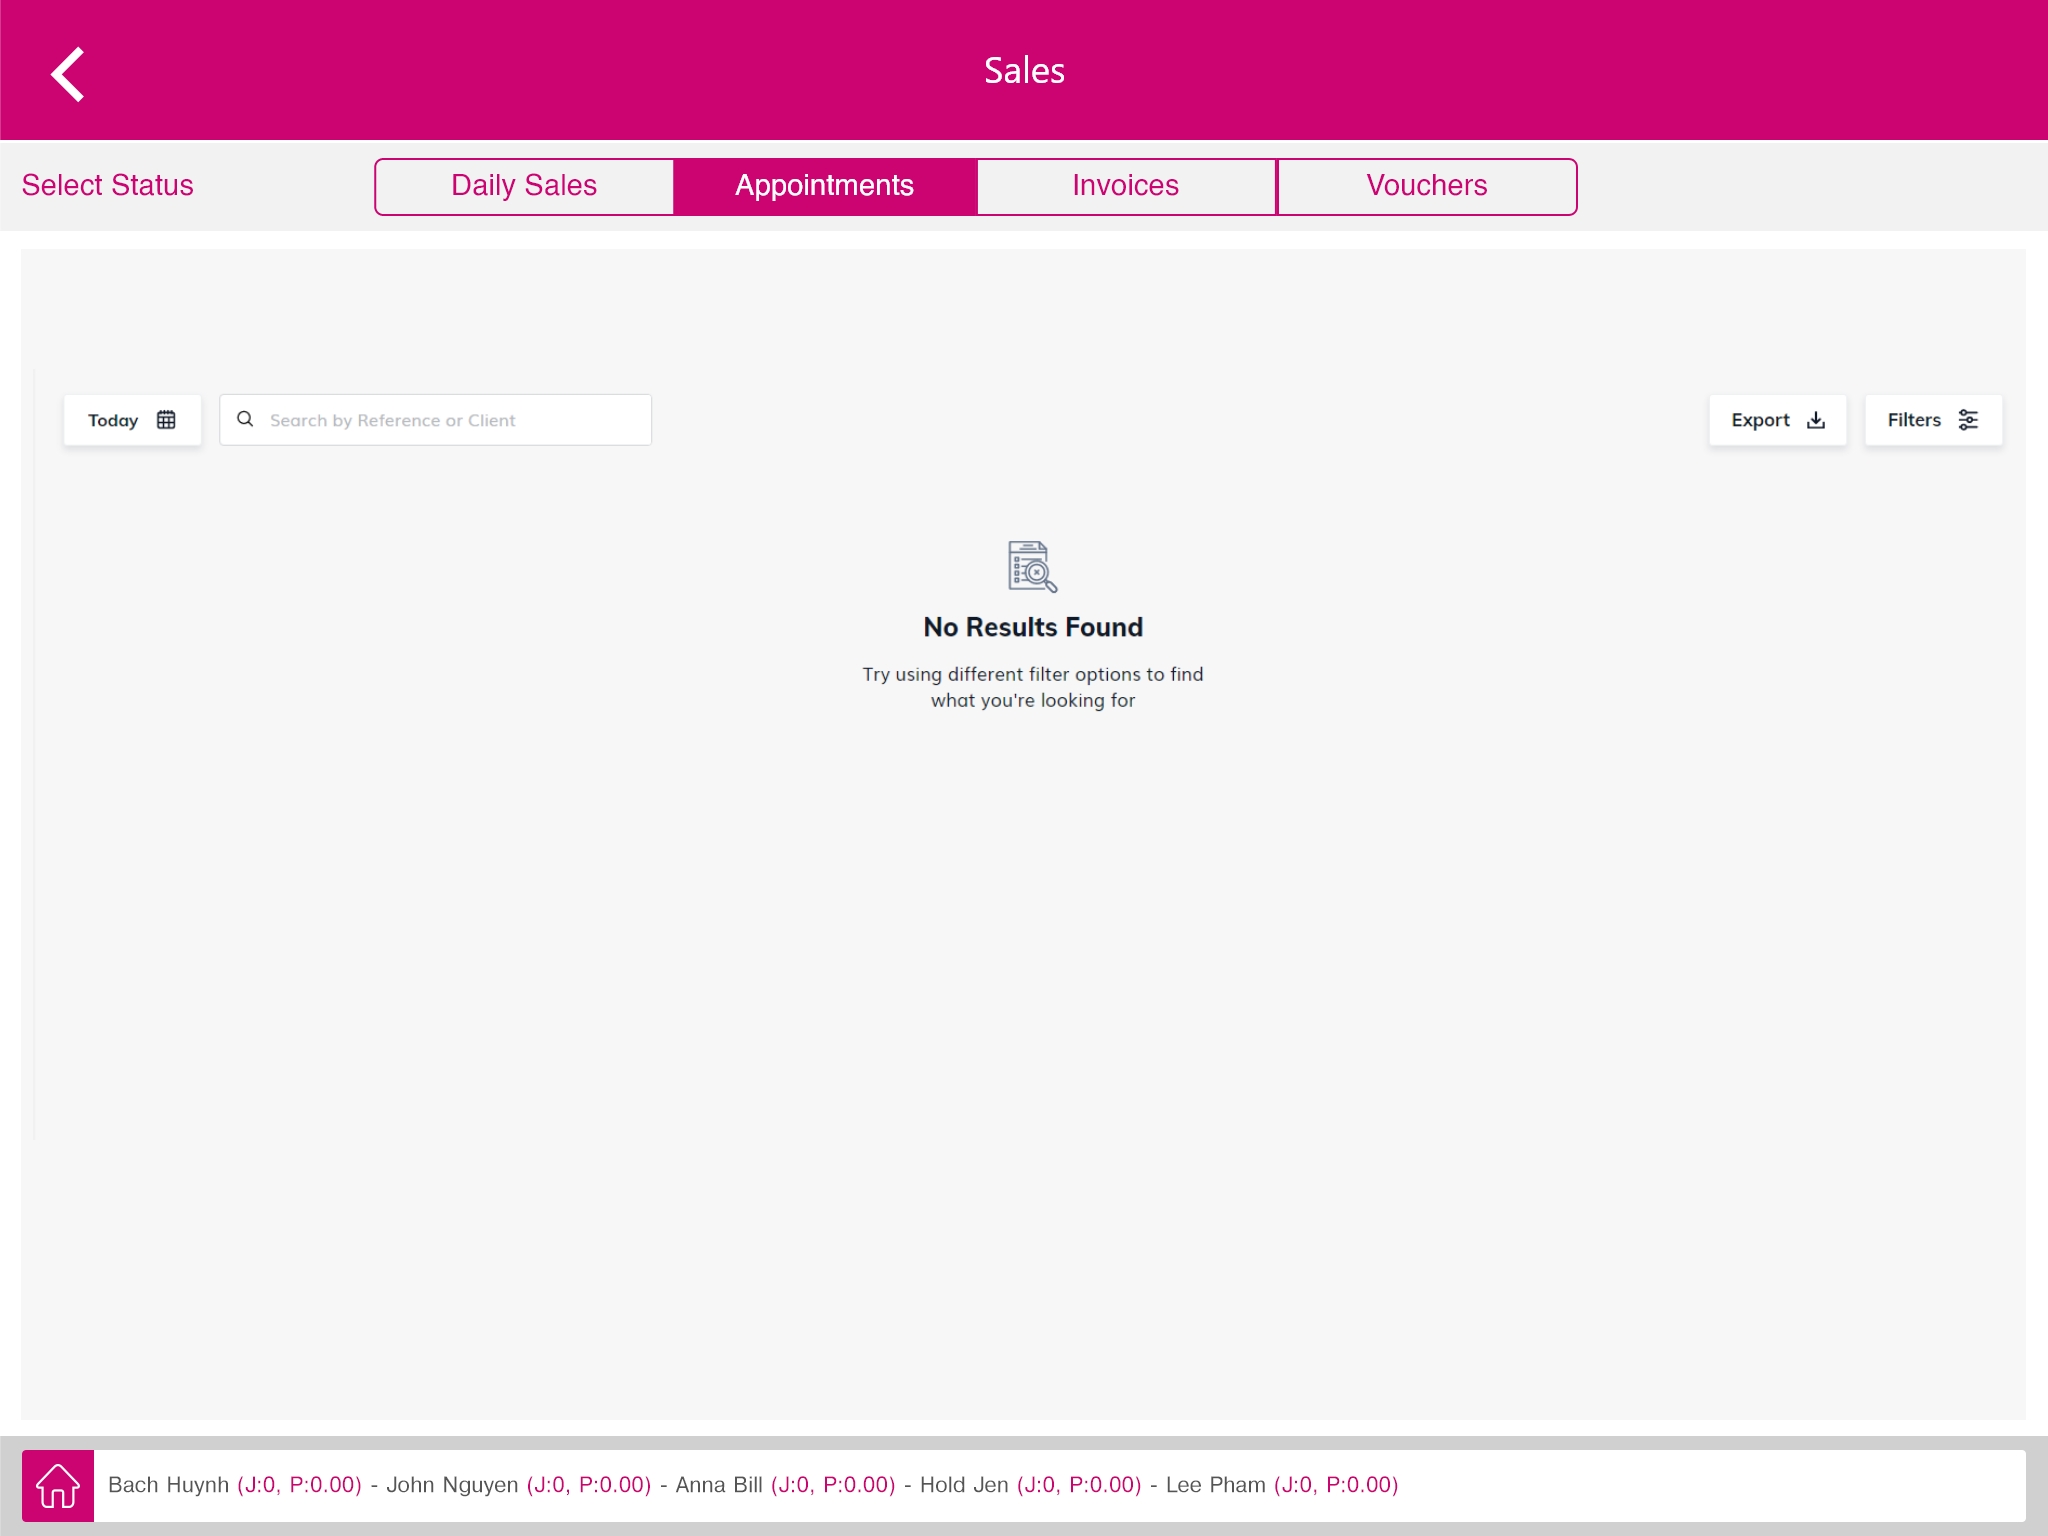 Sales
Select Status
Daily Sales
Appointments
Invoices
Vouchers
Today
Search by Reference or Client
Export
Filters
No Results Found
Try using different filter options to find
what you're looking for
Bach Huynh (J:0, P:0.00) - John Nguyen (J:0, P:0.00) - Anna Bill (J:0, P:0.00) - Hold Jen (J:0, P:0.00) - Lee Pham (J:0, P:0.00)